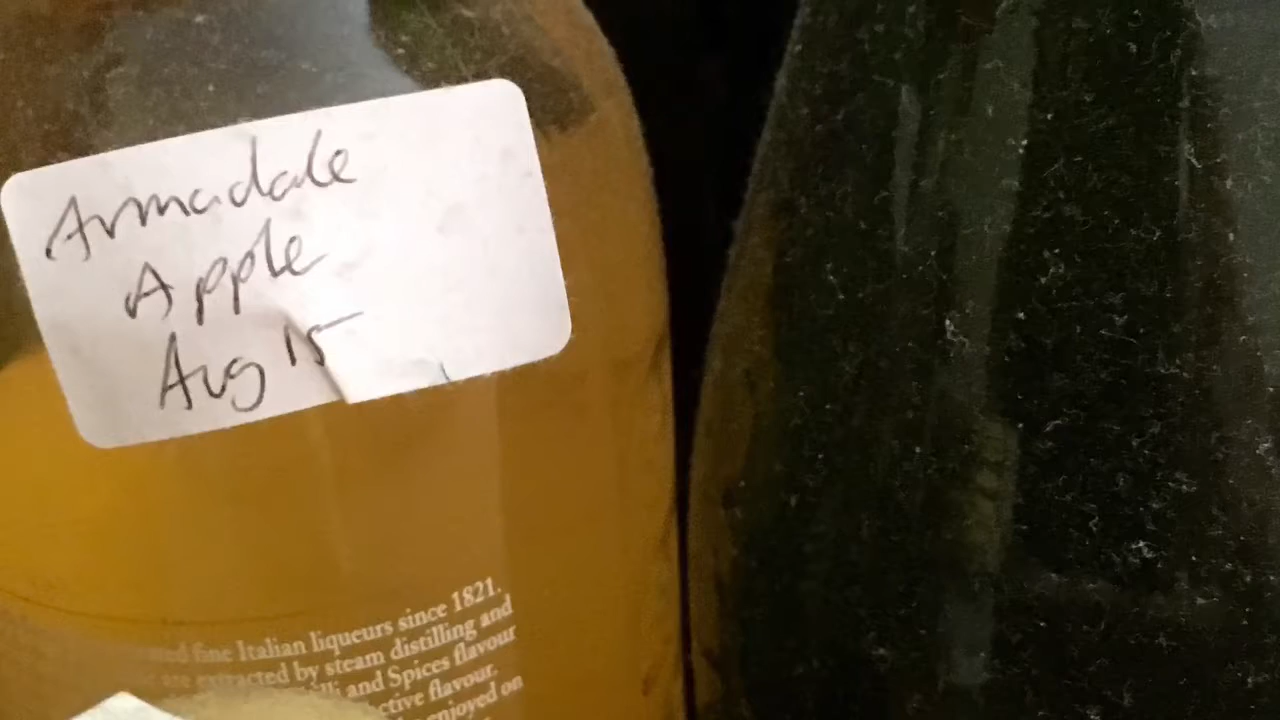 Armadale
Apple
Aug 15
fine Italian liqueurs since 1821.
are extracted by steam distilling and
and Spices flavour
flavour.
enjoyed on